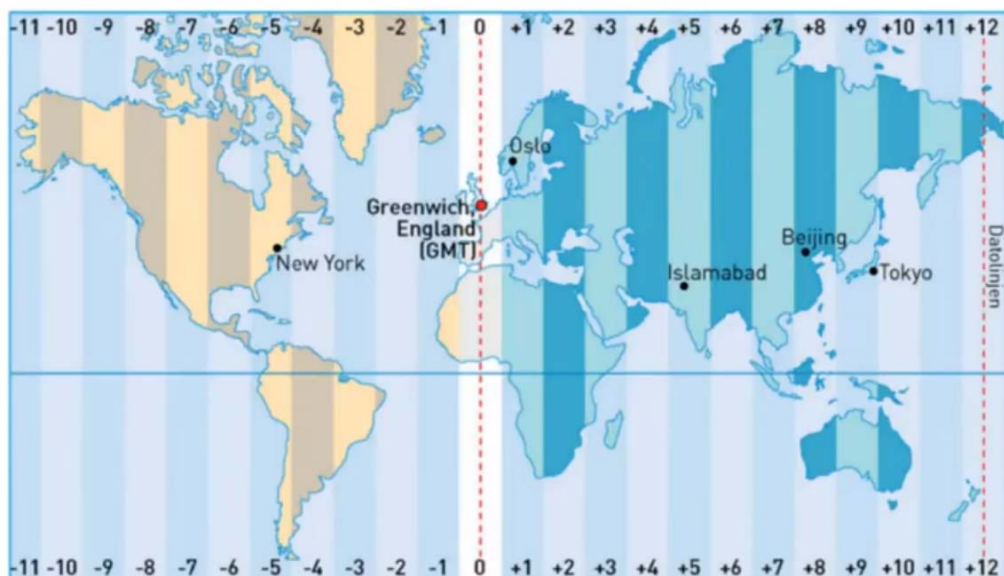 -11 -10 -9 -8 -7 -6 -5 -4 -3 -2 -1 0 +1 +2 +3 +4 +5 +6 +7 +8 +9 +10 +11 +12
Oslo
Greenwich,
England
(GMT)
New York
Beijing
Islamabad
Tokyo
Datolinjen
-11 -10 -9 -8 -7 -6 -5 -4 -3 -2 -1 0 +1 +2 +3 +4 +5 +6 +7 +8 +9 +10 +11 +12